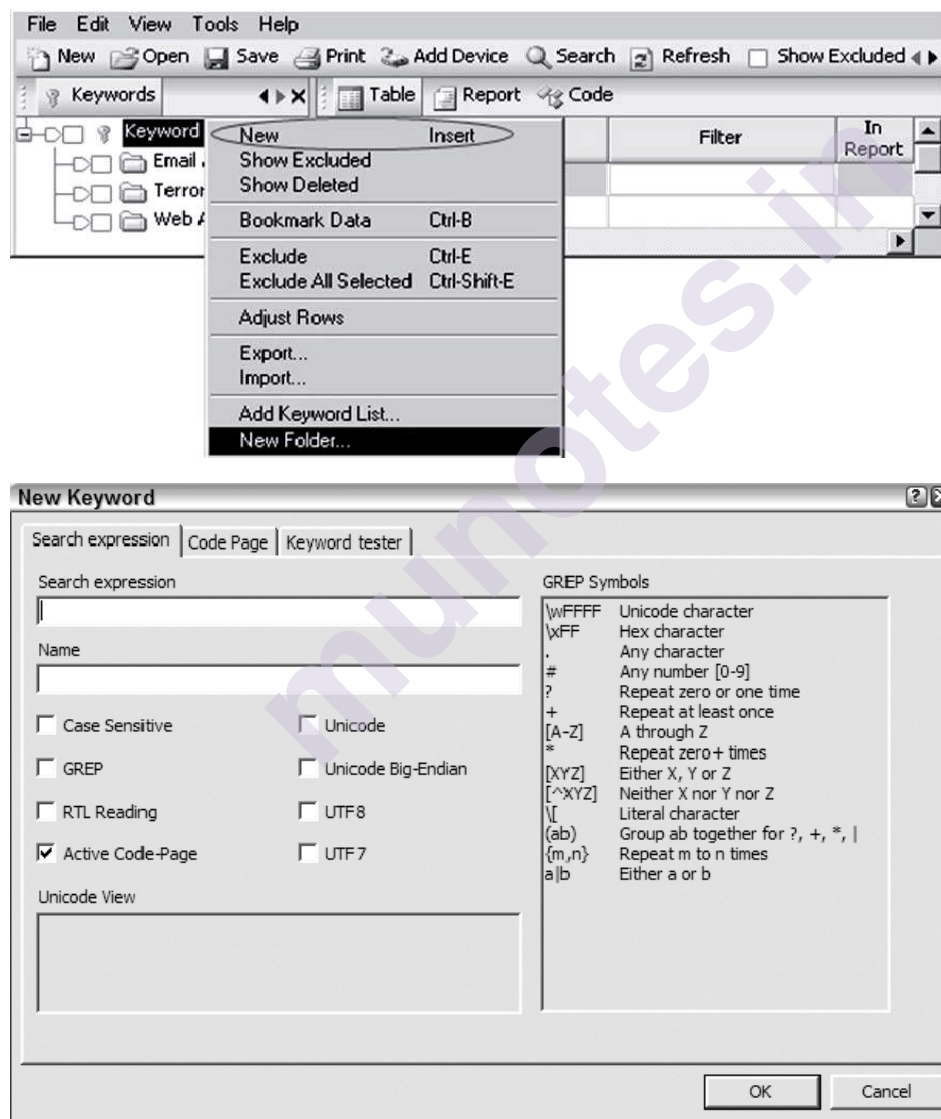 File Edit View Tools Help
New Open Save Print Add Device Search Refresh Show Excluded
Keywords Table Report Code
Keyword
Email
Terror
Web A
Filter
In
Report
New Insert
Show Excluded
Show Deleted
Bookmark Data Ctrl-B
Exclude Ctrl-E
Exclude All Selected Ctrl-Shift-E
Adjust Rows
Export...
Import...
Add Keyword List...
New Folder...
New Keyword
Search expression Code Page Keyword tester
Search expression
Name
Case Sensitive Unicode
GREP Unicode Big-Endian
RTL Reading UTF8
Active Code-Page UTF7
Unicode View
GREP Symbols
\wFFFF Unicode character
\xFF Hex character
. Any character
# Any number [0-9]
? Repeat zero or one time
+ Repeat at least once
[A-Z] A through Z
* Repeat zero+ times
[XYZ] Either X, Y or Z
[^XYZ] Neither X nor Y nor Z
\[ Literal character
(ab) Group ab together for ?, +, *, |
{m,n} Repeat m to n times
a|b Either a or b
OK Cancel
munotes.in